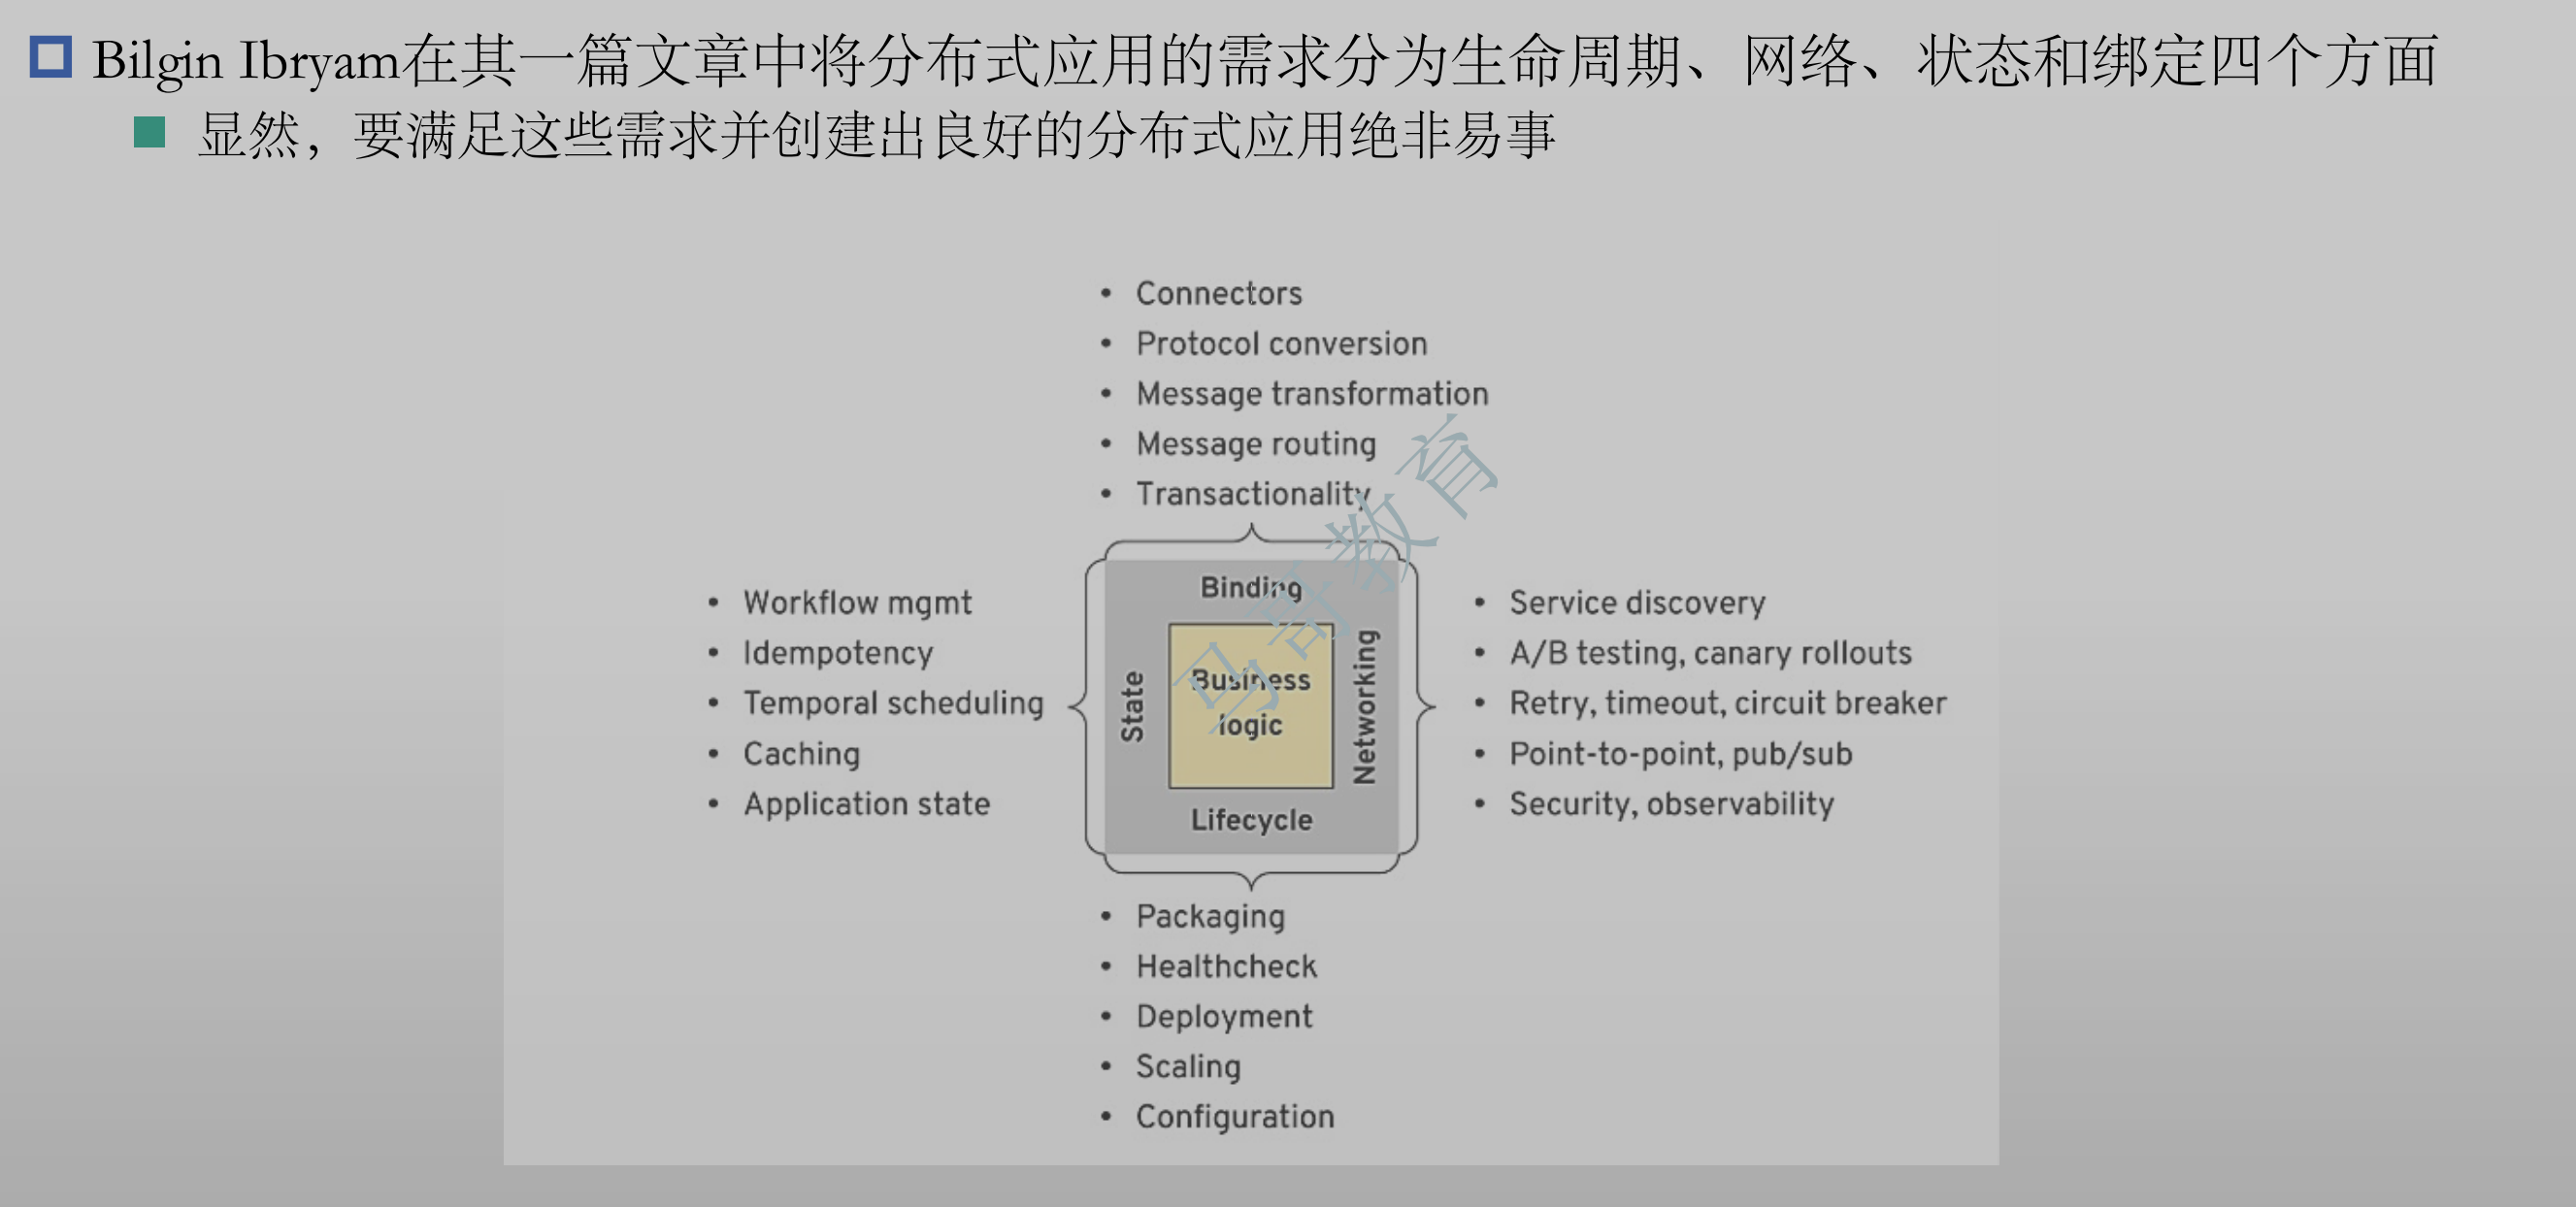 Bilgin Ibryam在其一篇文章中将分布式应用的需求分为生命周期、网络、状态和绑定四个方面
显然，要满足这些需求并创建出良好的分布式应用绝非易事
• Connectors
• Protocol conversion
• Message transformation
• Message routing
• Transactionality
• Workflow mgmt
• Idempotency
• Temporal scheduling
• Caching
• Application state
Binding
State
Business
logic
Networking
Lifecycle
• Service discovery
• A/B testing, canary rollouts
• Retry, timeout, circuit breaker
• Point-to-point, pub/sub
• Security, observability
• Packaging
• Healthcheck
• Deployment
• Scaling
• Configuration
马哥教育